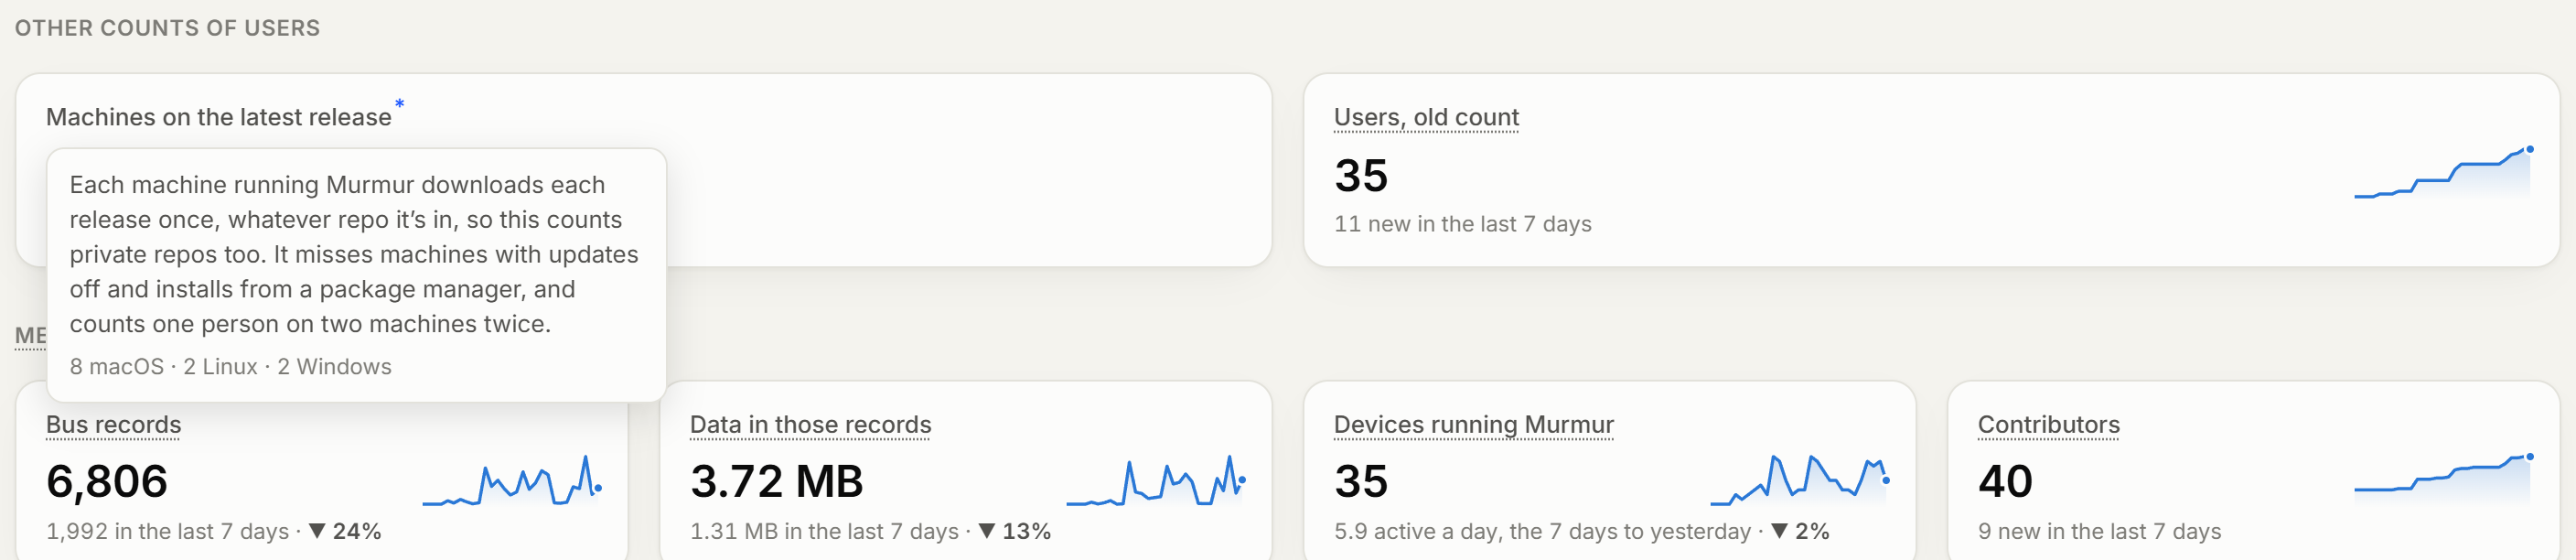 OTHER COUNTS OF USERS
Machines on the latest release*
Each machine running Murmur downloads each
release once, whatever repo it’s in, so this counts
private repos too. It misses machines with updates
off and installs from a package manager, and
counts one person on two machines twice.
8 macOS · 2 Linux · 2 Windows
Users, old count
35
11 new in the last 7 days
ME
Bus records
6,806
1,992 in the last 7 days · ▼ 24%
Data in those records
3.72 MB
1.31 MB in the last 7 days · ▼ 13%
Devices running Murmur
35
5.9 active a day, the 7 days to yesterday · ▼ 2%
Contributors
40
9 new in the last 7 days